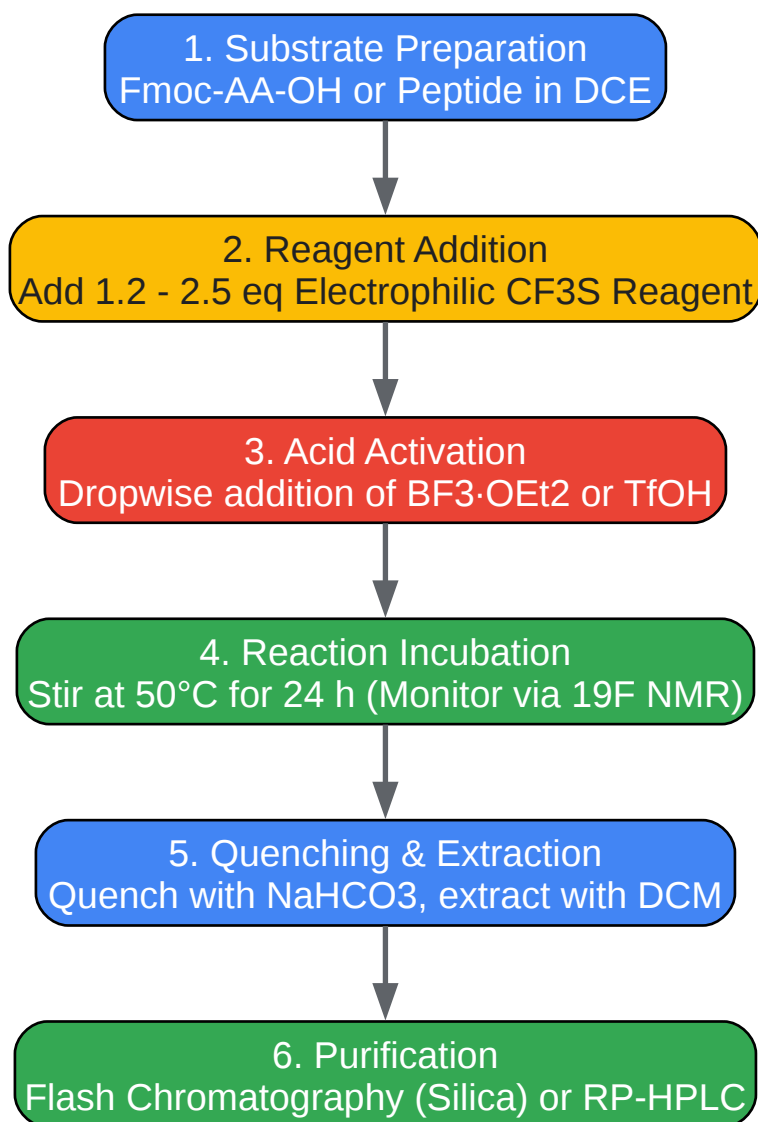 1. Substrate Preparation
Fmoc-AA-OH or Peptide in DCE
2. Reagent Addition
Add 1.2 - 2.5 eq Electrophilic CF3S Reagent
3. Acid Activation
Dropwise addition of BF3·OEt2 or TfOH
4. Reaction Incubation
Stir at 50°C for 24 h (Monitor via 19F NMR)
5. Quenching & Extraction
Quench with NaHCO3, extract with DCM
6. Purification
Flash Chromatography (Silica) or RP-HPLC